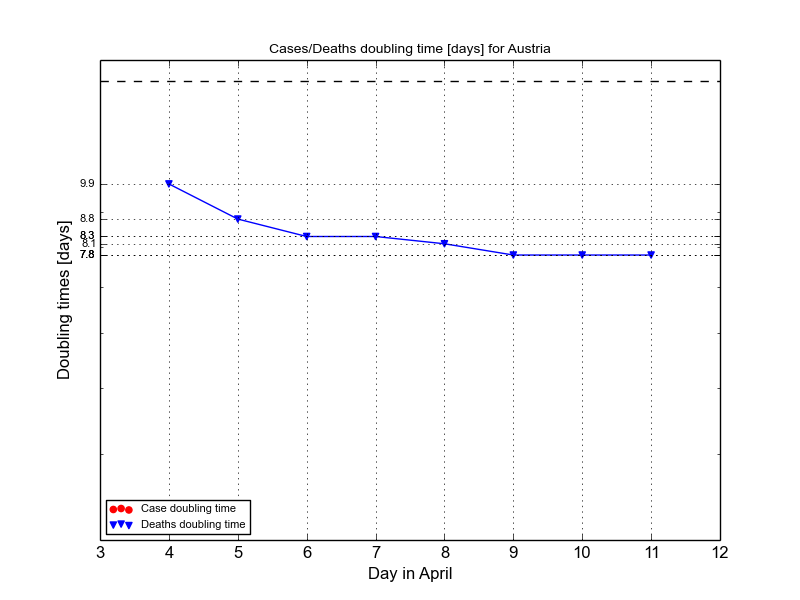 Cases/Deaths doubling time [days] for Austria
Doubling times [days]
9.9
8.8
8.3
8.1
7.8
Case doubling time
Deaths doubling time
3 4 5 6 7 8 9 10 11 12
Day in April